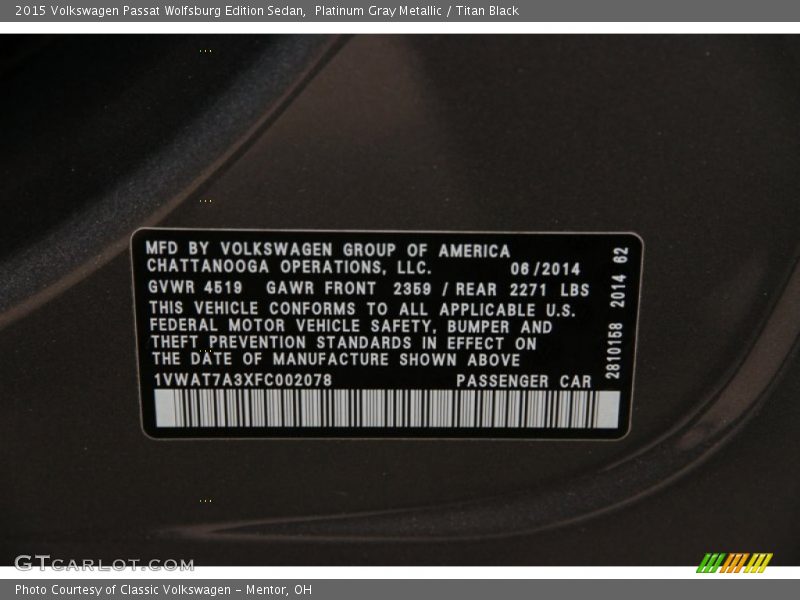 2015 Volkswagen Passat Wolfsburg Edition Sedan, Platinum Gray Metallic / Titan Black
MFD BY VOLKSWAGEN GROUP OF AMERICA
CHATTANOOGA OPERATIONS, LLC. 06/2014
GVWR 4519 GAWR FRONT 2359 / REAR 2271 LBS
THIS VEHICLE CONFORMS TO ALL APPLICABLE U.S.
FEDERAL MOTOR VEHICLE SAFETY, BUMPER AND
THEFT PREVENTION STANDARDS IN EFFECT ON
THE DATE OF MANUFACTURE SHOWN ABOVE
1VWAT7A3XFC002078 PASSENGER CAR
2810158 2014 62
GTCARLOT.COM
Photo Courtesy of Classic Volkswagen - Mentor, OH